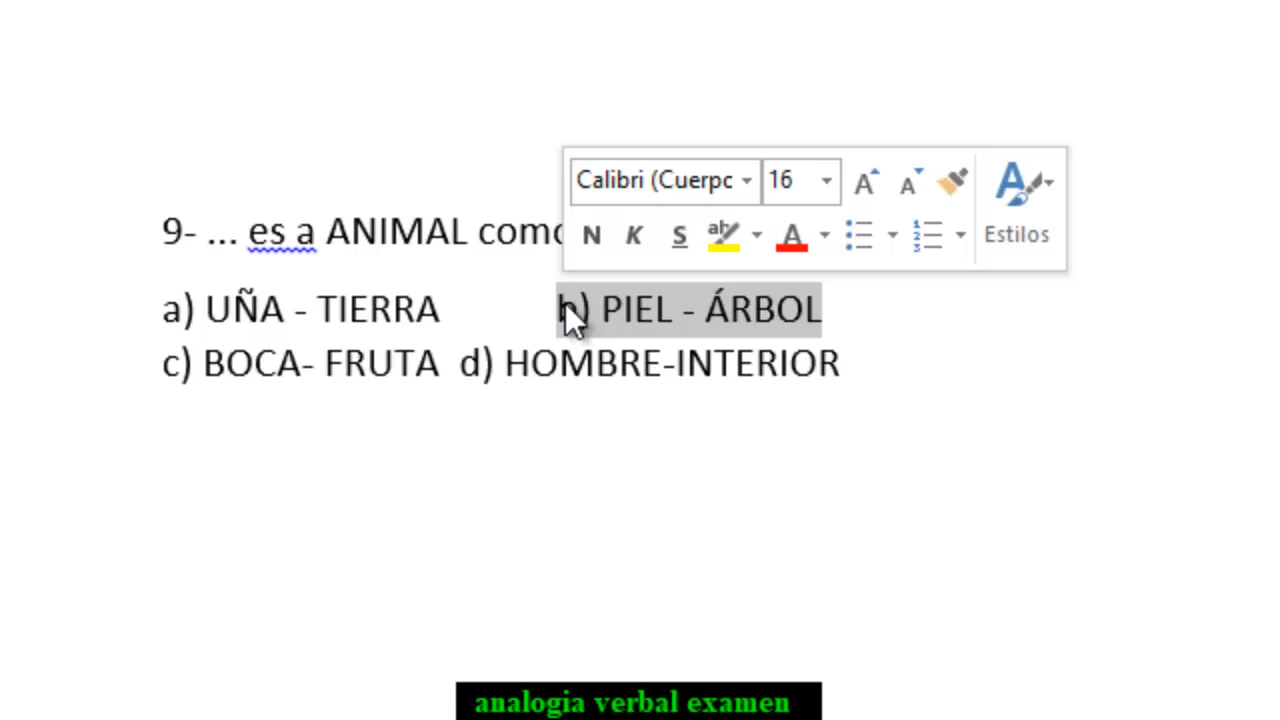 Calibri (Cuerpc 16
N K S Estilos
9- ... es a ANIMAL como
a) UÑA - TIERRA b) PIEL - ÁRBOL
c) BOCA- FRUTA d) HOMBRE-INTERIOR
analogia verbal examen